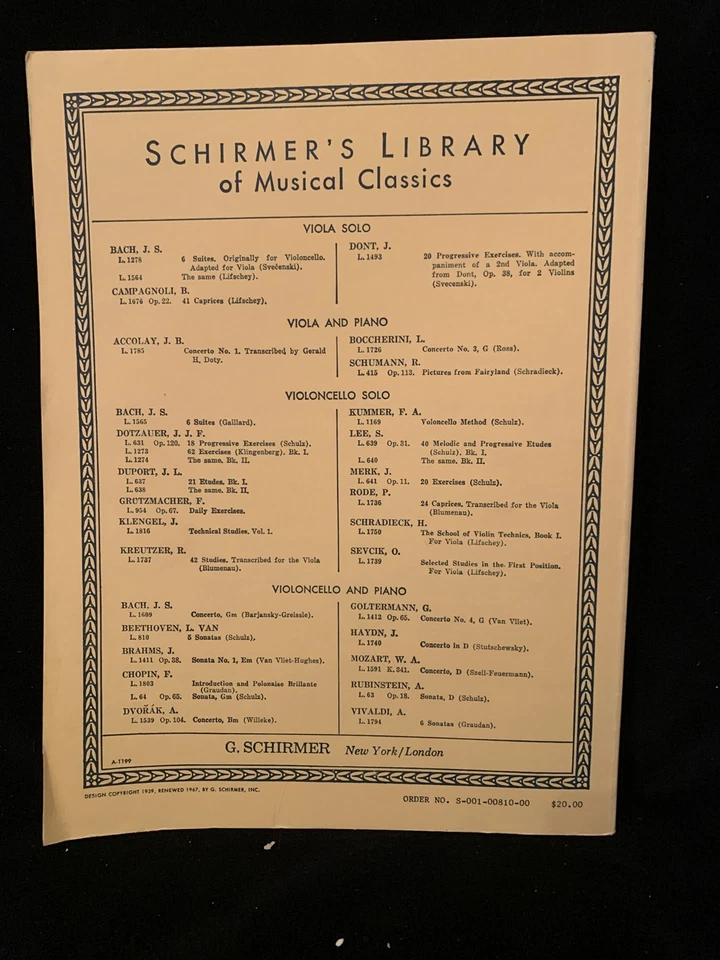 SCHIRMER'S LIBRARY
of Musical Classics
VIOLA SOLO
BACH, J. S.
L. 1278 6 Suites. Originally for Violoncello.
Adapted for Viola (Svečenski).
L. 1564 The same (Lifschey).
CAMPAGNOLI, B.
L. 1676 Op. 22. 41 Caprices (Lifschey).
DONT, J.
L. 1493 20 Progressive Exercises. With accom-
paniment of a 2nd Viola. Adapted
from Dont, Op. 38, for 2 Violins
(Svecenski).
VIOLA AND PIANO
ACCOLAY, J. B.
L. 1785 Concerto No. 1. Transcribed by Gerald
H. Doty.
BOCCHERINI, L.
L. 1726 Concerto No. 3, G (Ross).
SCHUMANN, R.
L. 415 Op. 113. Pictures from Fairyland (Schradieck).
VIOLONCELLO SOLO
BACH, J. S.
L. 1565 6 Suites (Gaillard).
DOTZAUER, J. J. F.
L. 631 Op. 120. 18 Progressive Exercises (Schulz).
L. 1273 62 Exercises (Klingenberg). Bk. I.
L. 1274 The same. Bk. II.
DUPORT, J. L.
L. 637 21 Etudes. Bk. I.
L. 638 The same. Bk. II.
GRÜTZMACHER, F.
L. 954 Op. 67. Daily Exercises.
KLENGEL, J.
L. 1816 Technical Studies. Vol. 1.
KREUTZER, R.
L. 1737 42 Studies. Transcribed for the Viola
(Blumenau).
KUMMER, F. A.
L. 1169 Voloncello Method (Schulz).
LEE, S.
L. 639 Op. 31. 40 Melodic and Progressive Etudes
(Schulz). Bk. I.
L. 640 The same. Bk. II.
MERK, J.
L. 641 Op. 11. 20 Exercises (Schulz).
RODE, P.
L. 1736 24 Caprices. Transcribed for the Viola
(Blumenau).
SCHRADIECK, H.
L. 1750 The School of Violin Technics, Book I.
For Viola (Lifschey).
SEVCIK, O.
L. 1739 Selected Studies in the First Position.
For Viola (Lifschey).
VIOLONCELLO AND PIANO
BACH, J. S.
L. 1609 Concerto, Gm (Barjansky-Greissle).
BEETHOVEN, L. VAN
L. 810 5 Sonatas (Schulz).
BRAHMS, J.
L. 1411 Op. 38. Sonata No. 1, Em (Van Vliet-Hughes).
CHOPIN, F.
L. 1803 Introduction and Polonaise Brillante
(Graudan).
L. 64 Op. 65. Sonata, Gm (Schulz).
DVOŘÁK, A.
L. 1539 Op. 104. Concerto, Bm (Willeke).
GOLTERMANN, G.
L. 1412 Op. 65. Concerto No. 4, G (Van Vliet).
HAYDN, J.
L. 1740 Concerto in D (Stutschewsky).
MOZART, W. A.
L. 1591 K. 341. Concerto, D (Szell-Feuermann).
RUBINSTEIN, A.
L. 63 Op. 18. Sonata, D (Schulz).
VIVALDI, A.
L. 1794 6 Sonatas (Graudan).
G. SCHIRMER New York/London
A-1199
DESIGN COPYRIGHT 1939, RENEWED 1967, BY G. SCHIRMER, INC.
ORDER NO. S-001-00810-00 $20.00